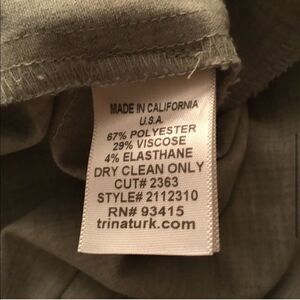 MADE IN CALIFORNIA
U.S.A.
67% POLYESTER
29% VISCOSE
4% ELASTHANE
DRY CLEAN ONLY
CUT# 2363
STYLE# 2112310
RN# 93415
trinaturk.com